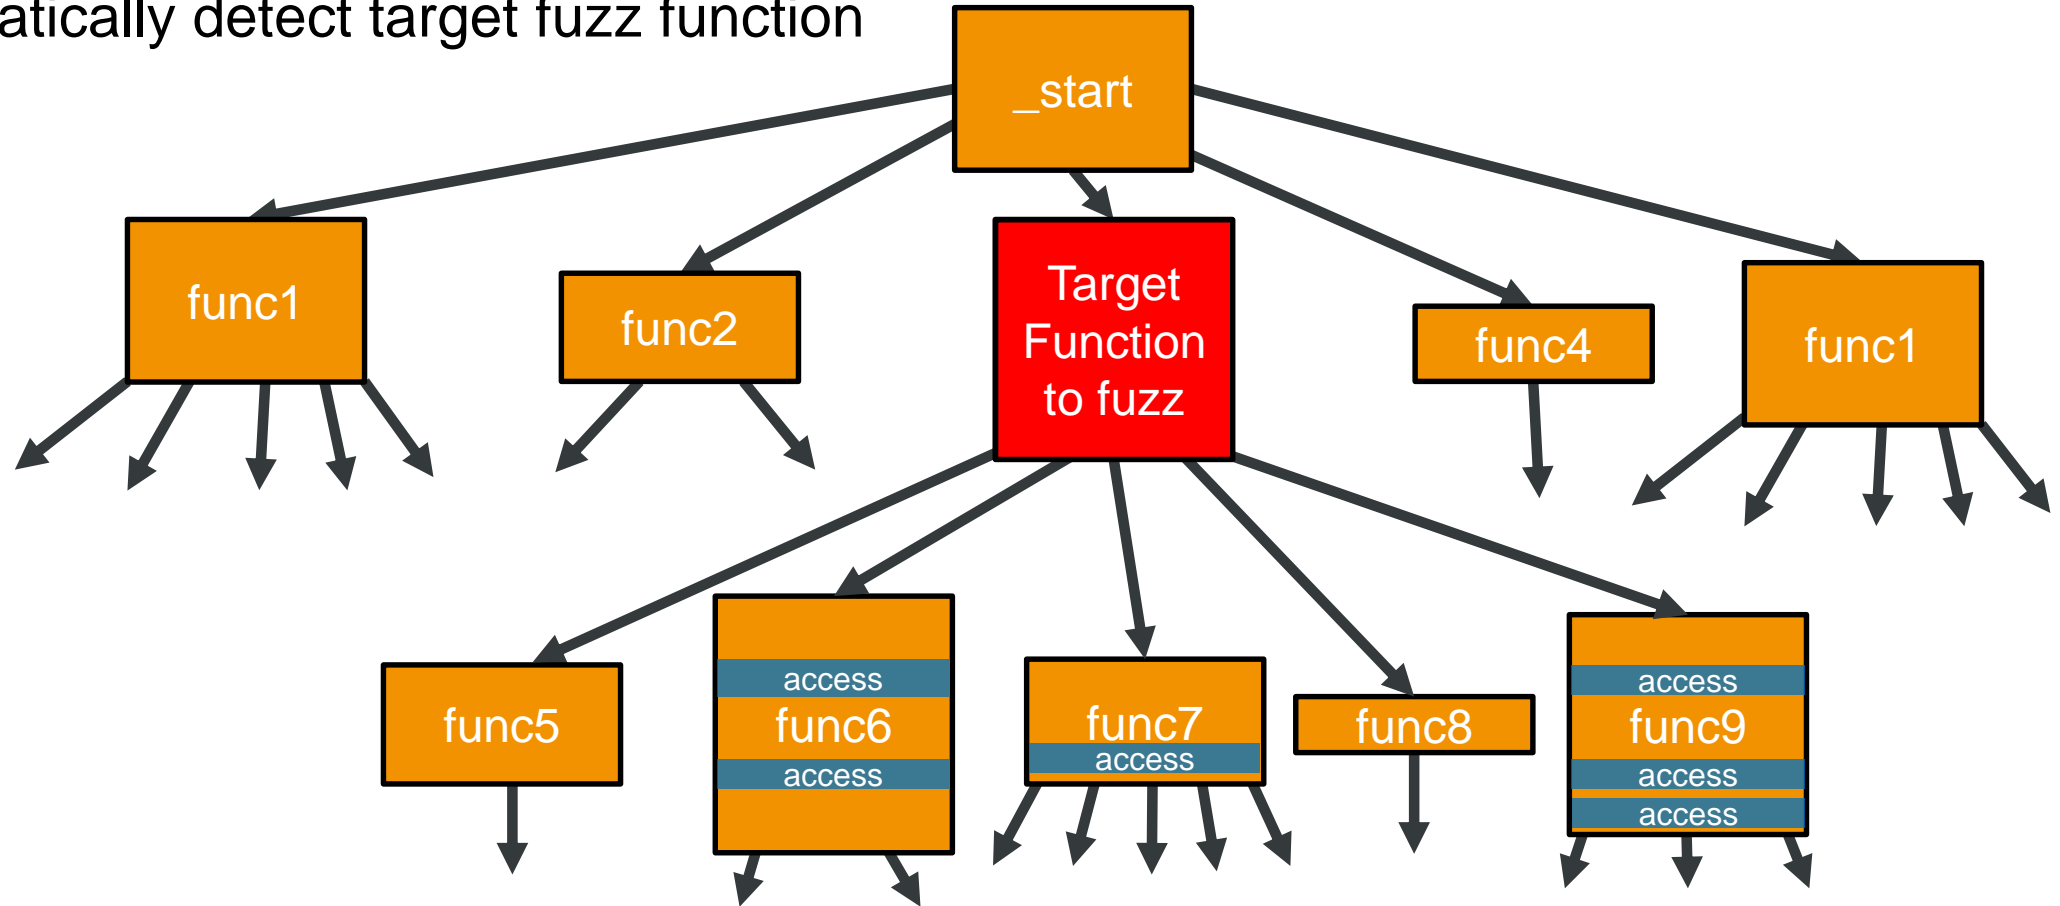 atically detect target fuzz function
_start
func1
func2
Target
Function
to fuzz
func4
func1
func5
access
func6
access
func7
access
func8
access
func9
access
access